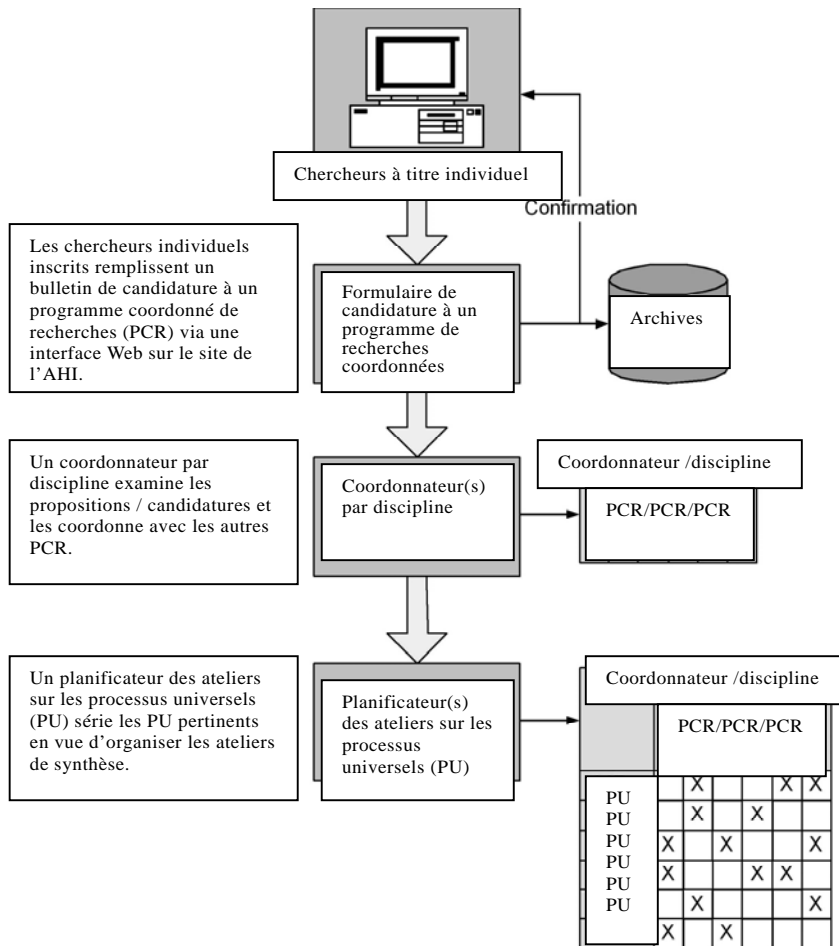 Chercheurs à titre individuel
Confirmation
Les chercheurs individuels
inscrits remplissent un
bulletin de candidature à un
programme coordonné de
recherches (PCR) via une
interface Web sur le site de
l’AHI.
Formulaire de
candidature à un
programme de
recherches
coordonnées
Archives
Un coordonnateur par
discipline examine les
propositions / candidatures et
les coordonne avec les autres
PCR.
Coordonnateur(s)
par discipline
Coordonnateur /discipline
PCR/PCR/PCR
Un planificateur des ateliers
sur les processus universels
(PU) série les PU pertinents
en vue d’organiser les ateliers
de synthèse.
Planificateur(s)
des ateliers sur les
processus
universels (PU)
Coordonnateur /discipline
PCR/PCR/PCR
X X X
PU
PU X X
PU X X X
PU X X X
PU X X
PU
X X